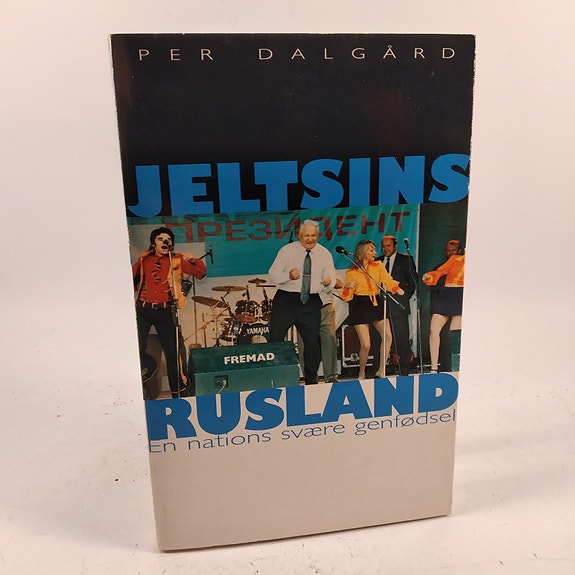 PER DALGÅRD
JELTSINS
ПРЕЗИДЕНТ
YAMAHA
FREMAD
RUSLAND
En nations svære genfødsel